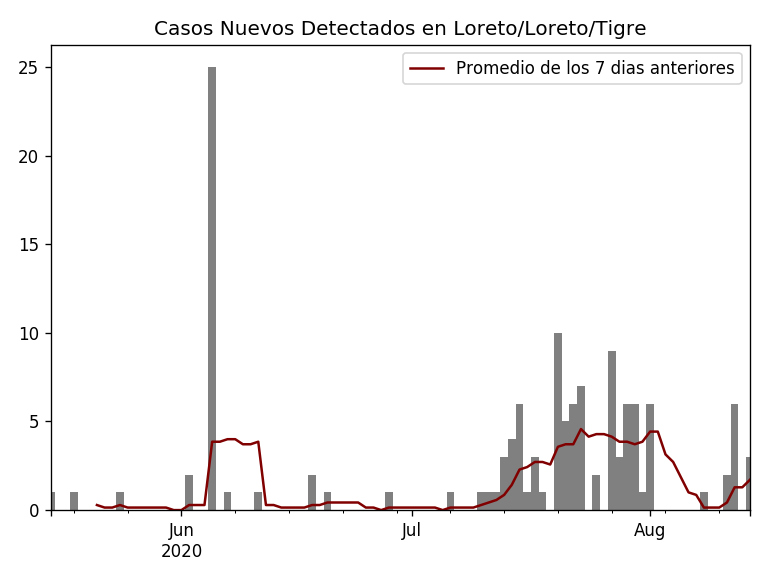 Casos Nuevos Detectados en Loreto/Loreto/Tigre
Promedio de los 7 dias anteriores
25
20
15
10
5
0
Jun
2020
Jul
Aug